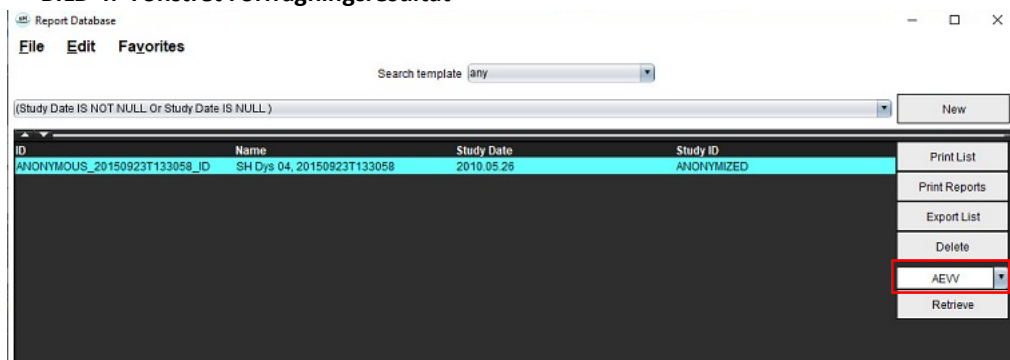 Report Database
File Edit Favorites
Search template any
(Study Date IS NOT NULL Or Study Date IS NULL )
New
ID Name Study Date Study ID
ANONYMOUS_20150923T133058_ID SH Dys 04, 20150923T133058 2010.05.26 ANONYMIZED
Print List
Print Reports
Export List
Delete
AEVV
Retrieve